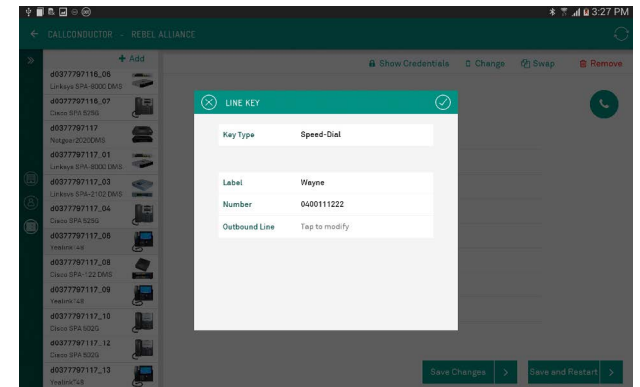 3:27 PM
CALLCONDUCTOR - REBEL ALLIANCE
+ Add
Show Credentials
Change
Swap
Remove
d0377797116_06
Linksys SPA-8000 DMS
d0377797116_07
Cisco SPA 525G
d0377797117
Netgear2020DMS
d0377797117_01
Linksys SPA-8000 DMS
d0377797117_03
Linksys SPA-2102 DMS
d0377797117_04
Cisco SPA 525G
d0377797117_06
Yealink T48
d0377797117_08
Cisco SPA-122 DMS
d0377797117_09
Yealink T48
d0377797117_10
Cisco SPA 502G
d0377797117_12
Cisco SPA 502G
d0377797117_13
Yealink T48
LINE KEY
Key Type Speed-Dial
Label Wayne
Number 0400111222
Outbound Line Tap to modify
Save Changes
Save and Restart